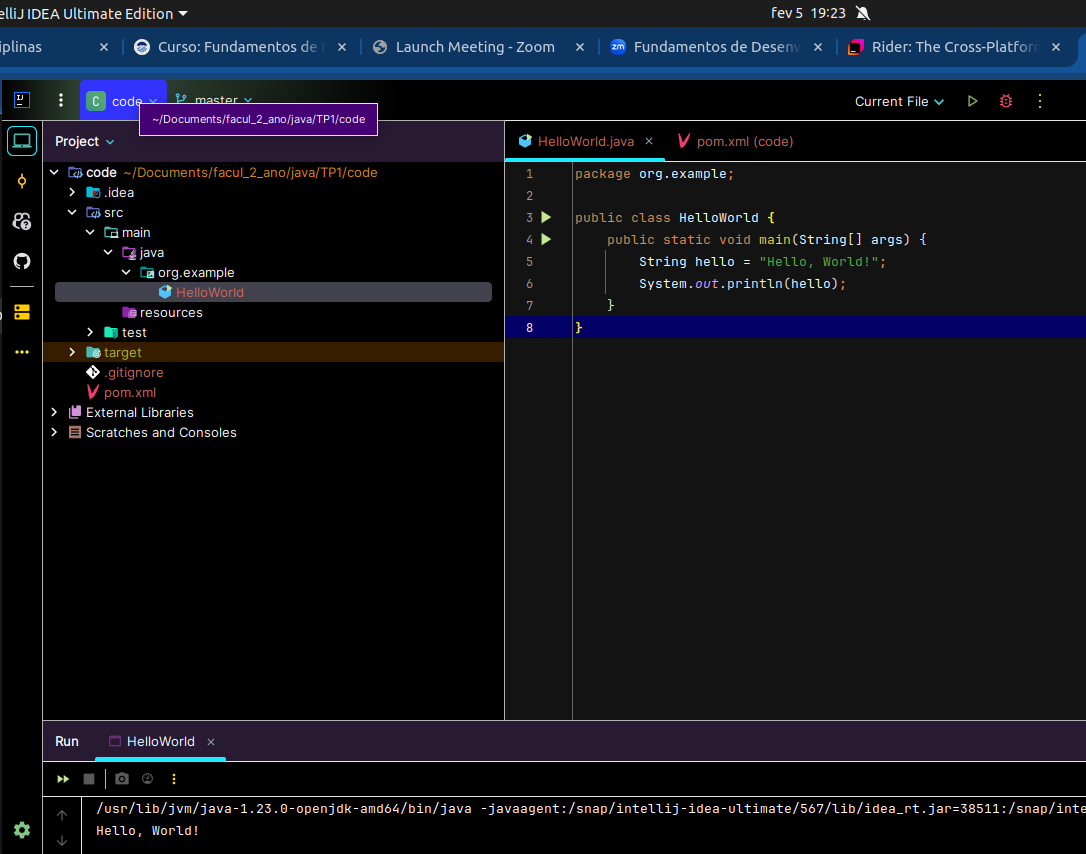 elliJ IDEA Ultimate Edition
fev 5 19:23
iplinas
Curso: Fundamentos de
Launch Meeting - Zoom
zm Fundamentos de Desenv
Rider: The Cross-Platfor
IJ
C code
master
Current File
~/Documents/facul_2_ano/java/TP1/code
Project
HelloWorld.java
pom.xml (code)
code ~/Documents/facul_2_ano/java/TP1/code
.idea
src
main
java
org.example
HelloWorld
resources
test
target
.gitignore
pom.xml
External Libraries
Scratches and Consoles
1 package org.example;
2
3 public class HelloWorld {
4 public static void main(String[] args) {
5 String hello = "Hello, World!";
6 System.out.println(hello);
7 }
8 }
Run
HelloWorld
/usr/lib/jvm/java-1.23.0-openjdk-amd64/bin/java -javaagent:/snap/intellij-idea-ultimate/567/lib/idea_rt.jar=38511:/snap/inte
Hello, World!